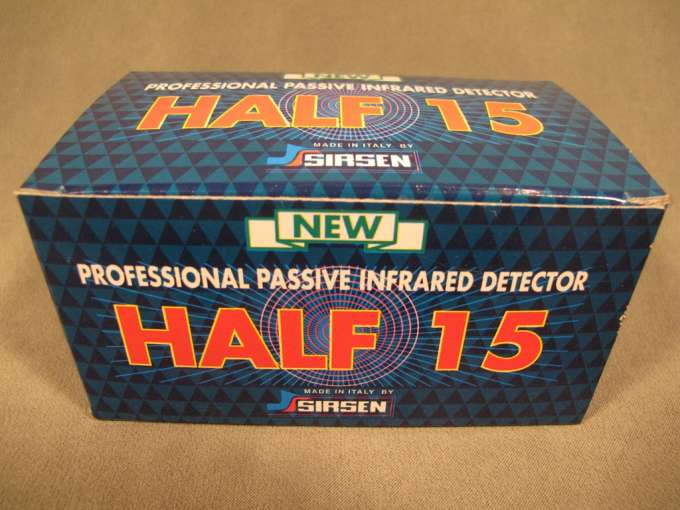 NEW
PROFESSIONAL PASSIVE INFRARED DETECTOR
HALF 15
MADE IN ITALY BY
SIRSEN
NEW
PROFESSIONAL PASSIVE INFRARED DETECTOR
HALF 15
MADE IN ITALY BY
SIRSEN